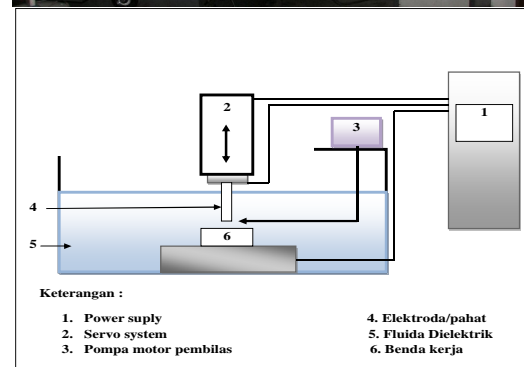 2
1
3
4
6
5
Keterangan :
1. Power suply
2. Servo system
3. Pompa motor pembilas
4. Elektroda/pahat
5. Fluida Dielektrik
6. Benda kerja